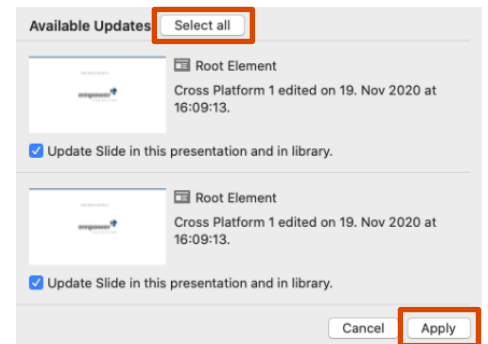 Available Updates Select all
Root Element
Cross Platform 1 edited on 19. Nov 2020 at
16:09:13.
empower
Update Slide in this presentation and in library.
Root Element
Cross Platform 1 edited on 19. Nov 2020 at
16:09:13.
empower
Update Slide in this presentation and in library.
Cancel Apply